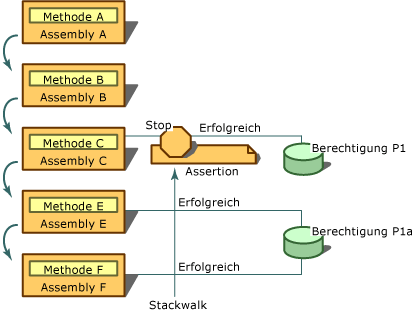 Methode A
Assembly A
Methode B
Assembly B
Stop
Erfolgreich
Methode C
Assembly C
Berechtigung P1
Assertion
Erfolgreich
Methode E
Assembly E
Berechtigung P1a
Erfolgreich
Methode F
Assembly F
Stackwalk